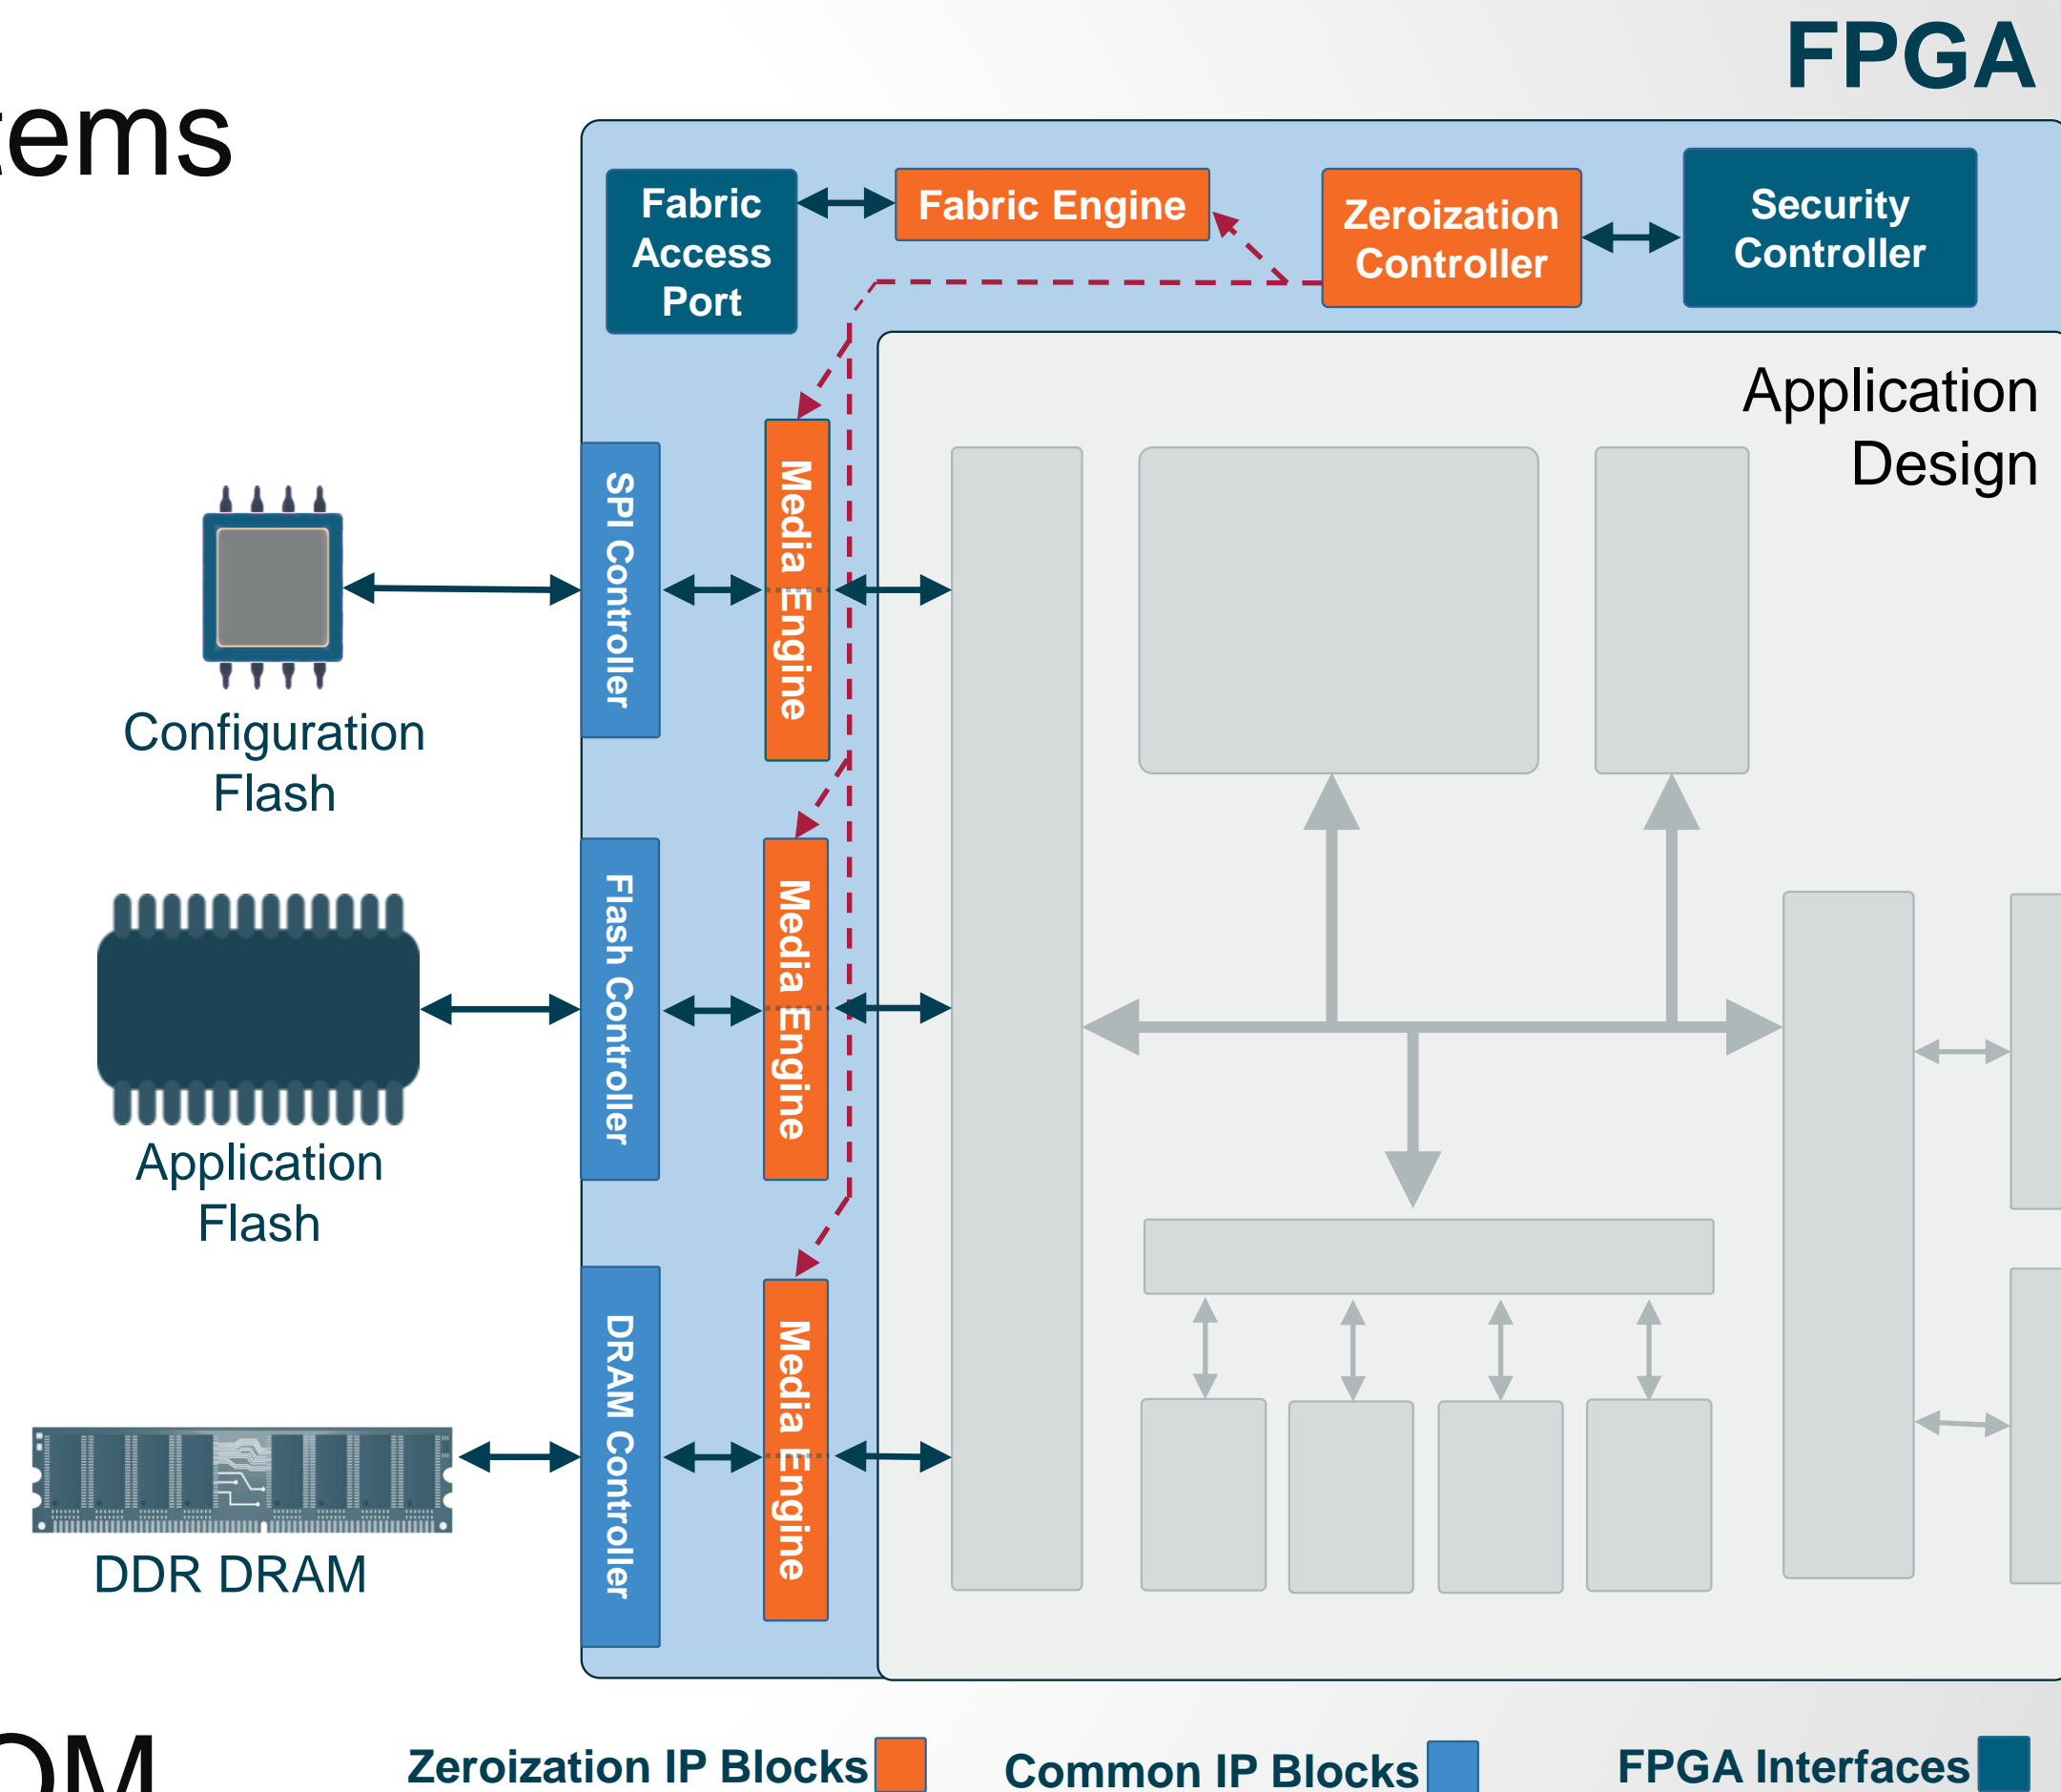 FPGA
tems
Fabric
Access
Port
Fabric Engine
Zeroization
Controller
Security
Controller
Application
Design
SPI Controller
Media Engine
Configuration
Flash
Flash Controller
Media Engine
Application
Flash
DRAM Controller
Media Engine
DDR DRAM
OM
Zeroization IP Blocks
Common IP Blocks
FPGA Interfaces